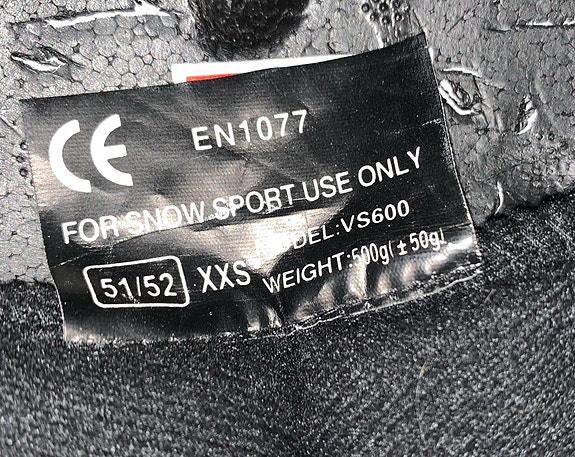 CE
EN1077
FOR SNOW SPORT USE ONLY
MODEL:VS600
51/52 XXS WEIGHT:500g(±50g)